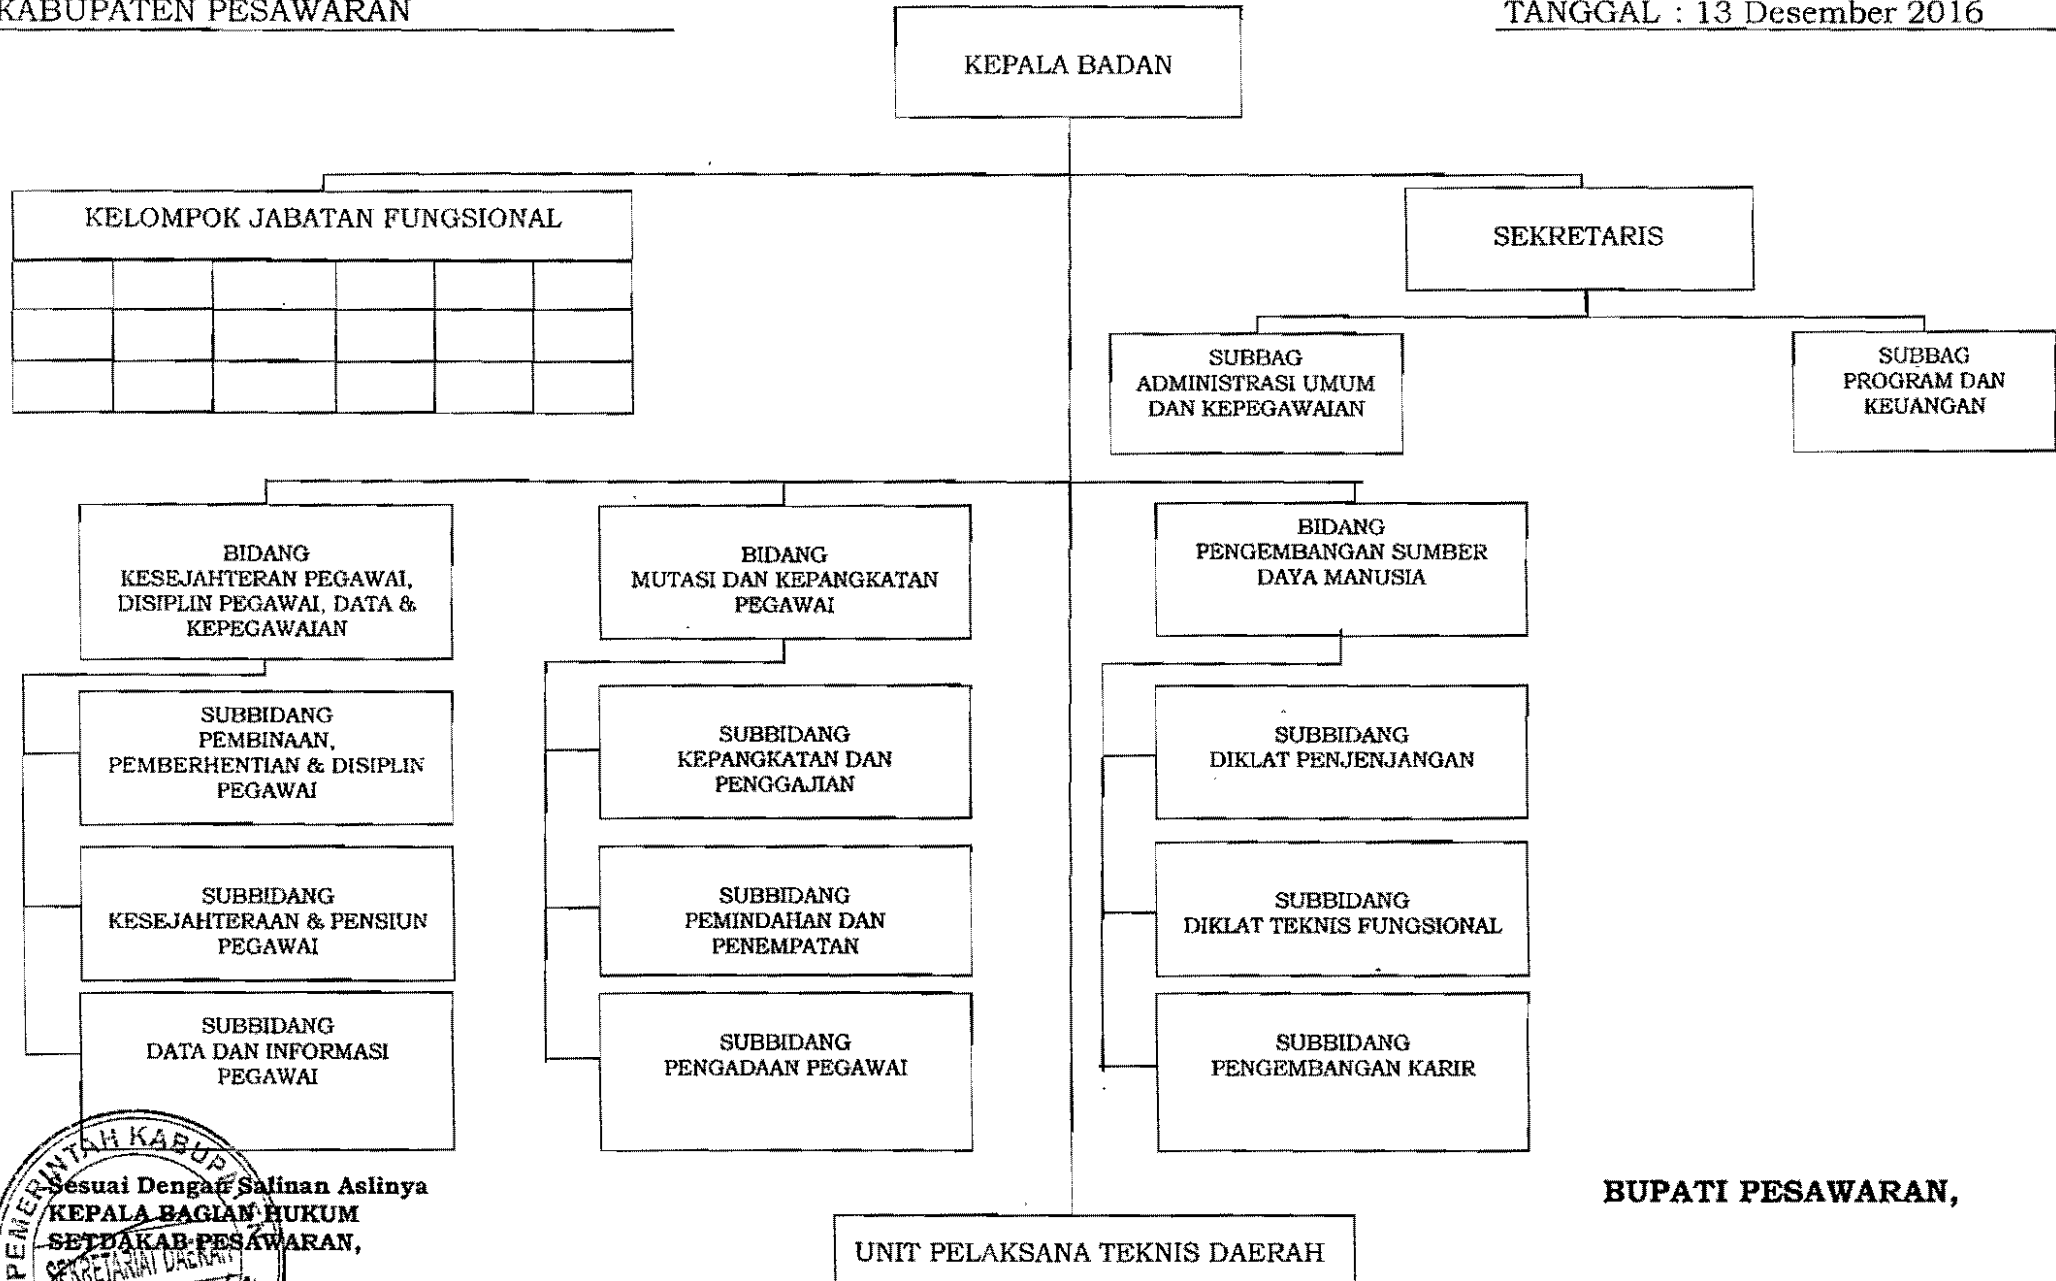 KABUPATEN PESAWARAN
TANGGAL : 13 Desember 2016
KEPALA BADAN
KELOMPOK JABATAN FUNGSIONAL
SEKRETARIS
SUBBAG
ADMINISTRASI UMUM
DAN KEPEGAWAIAN
SUBBAG
PROGRAM DAN
KEUANGAN
BIDANG
KESEJAHTERAN PEGAWAI,
DISIPLIN PEGAWAI, DATA &
KEPEGAWAIAN
BIDANG
MUTASI DAN KEPANGKATAN
PEGAWAI
BIDANG
PENGEMBANGAN SUMBER
DAYA MANUSIA
SUBBIDANG
PEMBINAAN,
PEMBERHENTIAN & DISIPLIN
PEGAWAI
SUBBIDANG
KEPANGKATAN DAN
PENGGAJIAN
SUBBIDANG
DIKLAT PENJENJANGAN
SUBBIDANG
KESEJAHTERAAN & PENSIUN
PEGAWAI
SUBBIDANG
PEMINDAHAN DAN
PENEMPATAN
SUBBIDANG
DIKLAT TEKNIS FUNGSIONAL
SUBBIDANG
DATA DAN INFORMASI
PEGAWAI
SUBBIDANG
PENGADAAN PEGAWAI
SUBBIDANG
PENGEMBANGAN KARIR
PEMERINTAH KABUPATEN
Sesuai Dengan Salinan Aslinya
KEPALA BAGIAN HUKUM
SETDAKAB PESAWARAN,
SEKRETARIAT DAERAH
BUPATI PESAWARAN,
UNIT PELAKSANA TEKNIS DAERAH